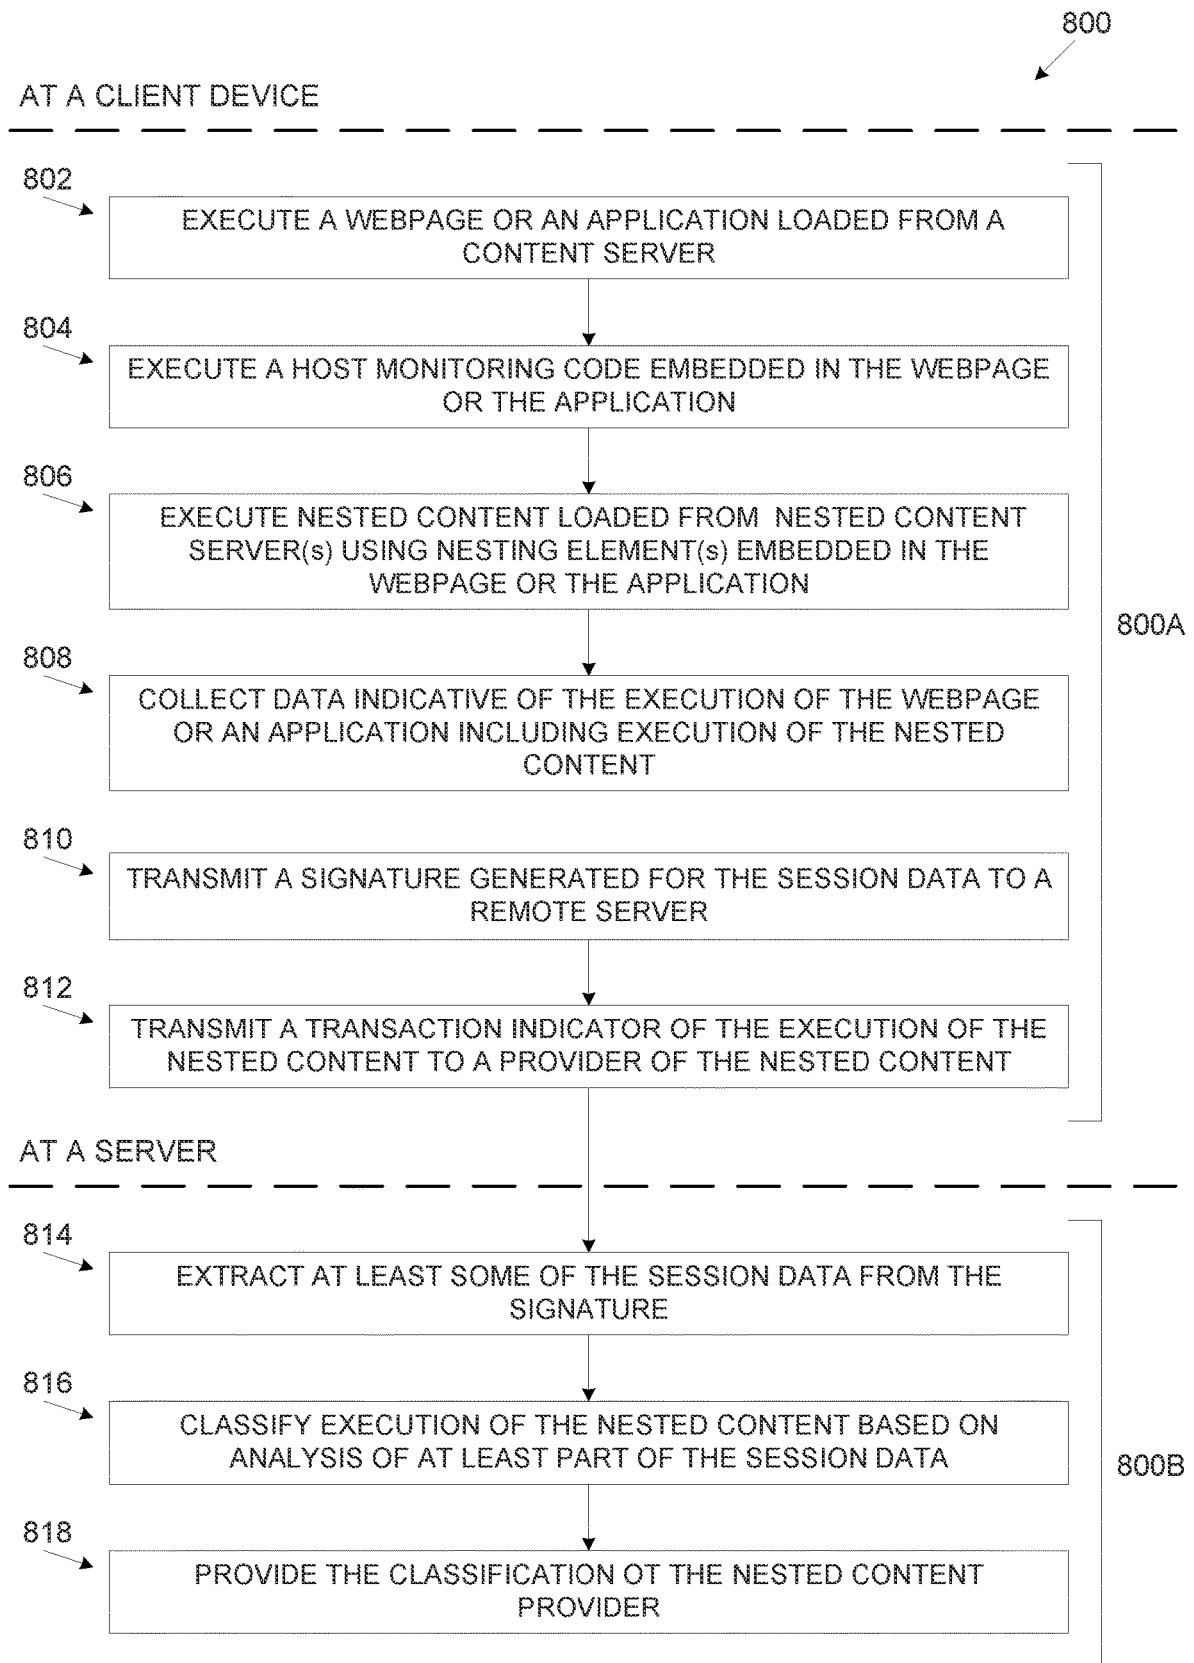 800
AT A CLIENT DEVICE
802
EXECUTE A WEBPAGE OR AN APPLICATION LOADED FROM A
CONTENT SERVER
804
EXECUTE A HOST MONITORING CODE EMBEDDED IN THE WEBPAGE
OR THE APPLICATION
806
EXECUTE NESTED CONTENT LOADED FROM NESTED CONTENT
SERVER(s) USING NESTING ELEMENT(s) EMBEDDED IN THE
WEBPAGE OR THE APPLICATION
800A
808
COLLECT DATA INDICATIVE OF THE EXECUTION OF THE WEBPAGE
OR AN APPLICATION INCLUDING EXECUTION OF THE NESTED
CONTENT
810
TRANSMIT A SIGNATURE GENERATED FOR THE SESSION DATA TO A
REMOTE SERVER
812
TRANSMIT A TRANSACTION INDICATOR OF THE EXECUTION OF THE
NESTED CONTENT TO A PROVIDER OF THE NESTED CONTENT
AT A SERVER
814
EXTRACT AT LEAST SOME OF THE SESSION DATA FROM THE
SIGNATURE
816
CLASSIFY EXECUTION OF THE NESTED CONTENT BASED ON
ANALYSIS OF AT LEAST PART OF THE SESSION DATA
800B
818
PROVIDE THE CLASSIFICATION OT THE NESTED CONTENT
PROVIDER